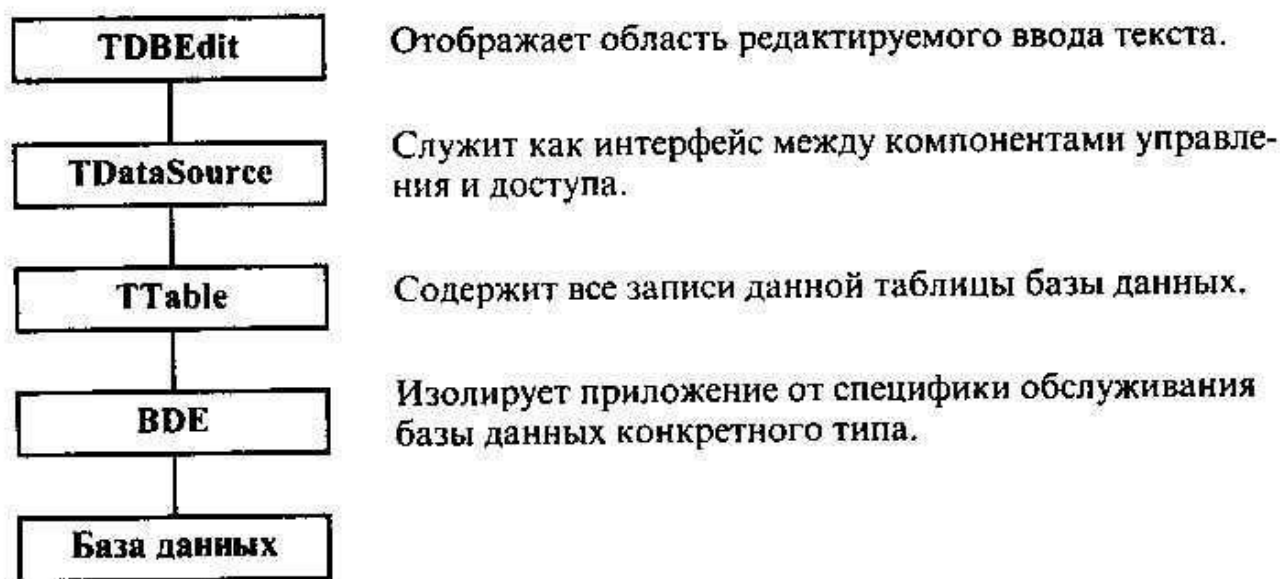 TDBEdit
Отображает область редактируемого ввода текста.
TDataSource
Служит как интерфейс между компонентами управле-
ния и доступа.
TTable
Содержит все записи данной таблицы базы данных.
BDE
Изолирует приложение от специфики обслуживания
базы данных конкретного типа.
База данных